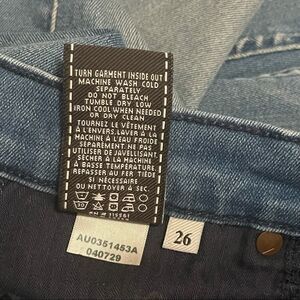 TURN GARMENT INSIDE OUT
MACHINE WASH COLD
SEPARATELY
DO NOT BLEACH
TUMBLE DRY LOW
IRON COOL WHEN NEEDED
OR DRY CLEAN
TOURNEZ LE VÊTEMENT
À L'ENVERS.LAVER À LA
MACHINE À L'EAU FROIDE
SÉPAREMENT. NE PAS
UTILISER DE JAVELLISANT.
SÉCHER À LA MACHINE
À BASSE TEMPÉRATURE.
REPASSER AU FER TIÈDE
SI NÉCESSAIRE
OU NETTOYER À SEC.
AU0351453A
040729
26